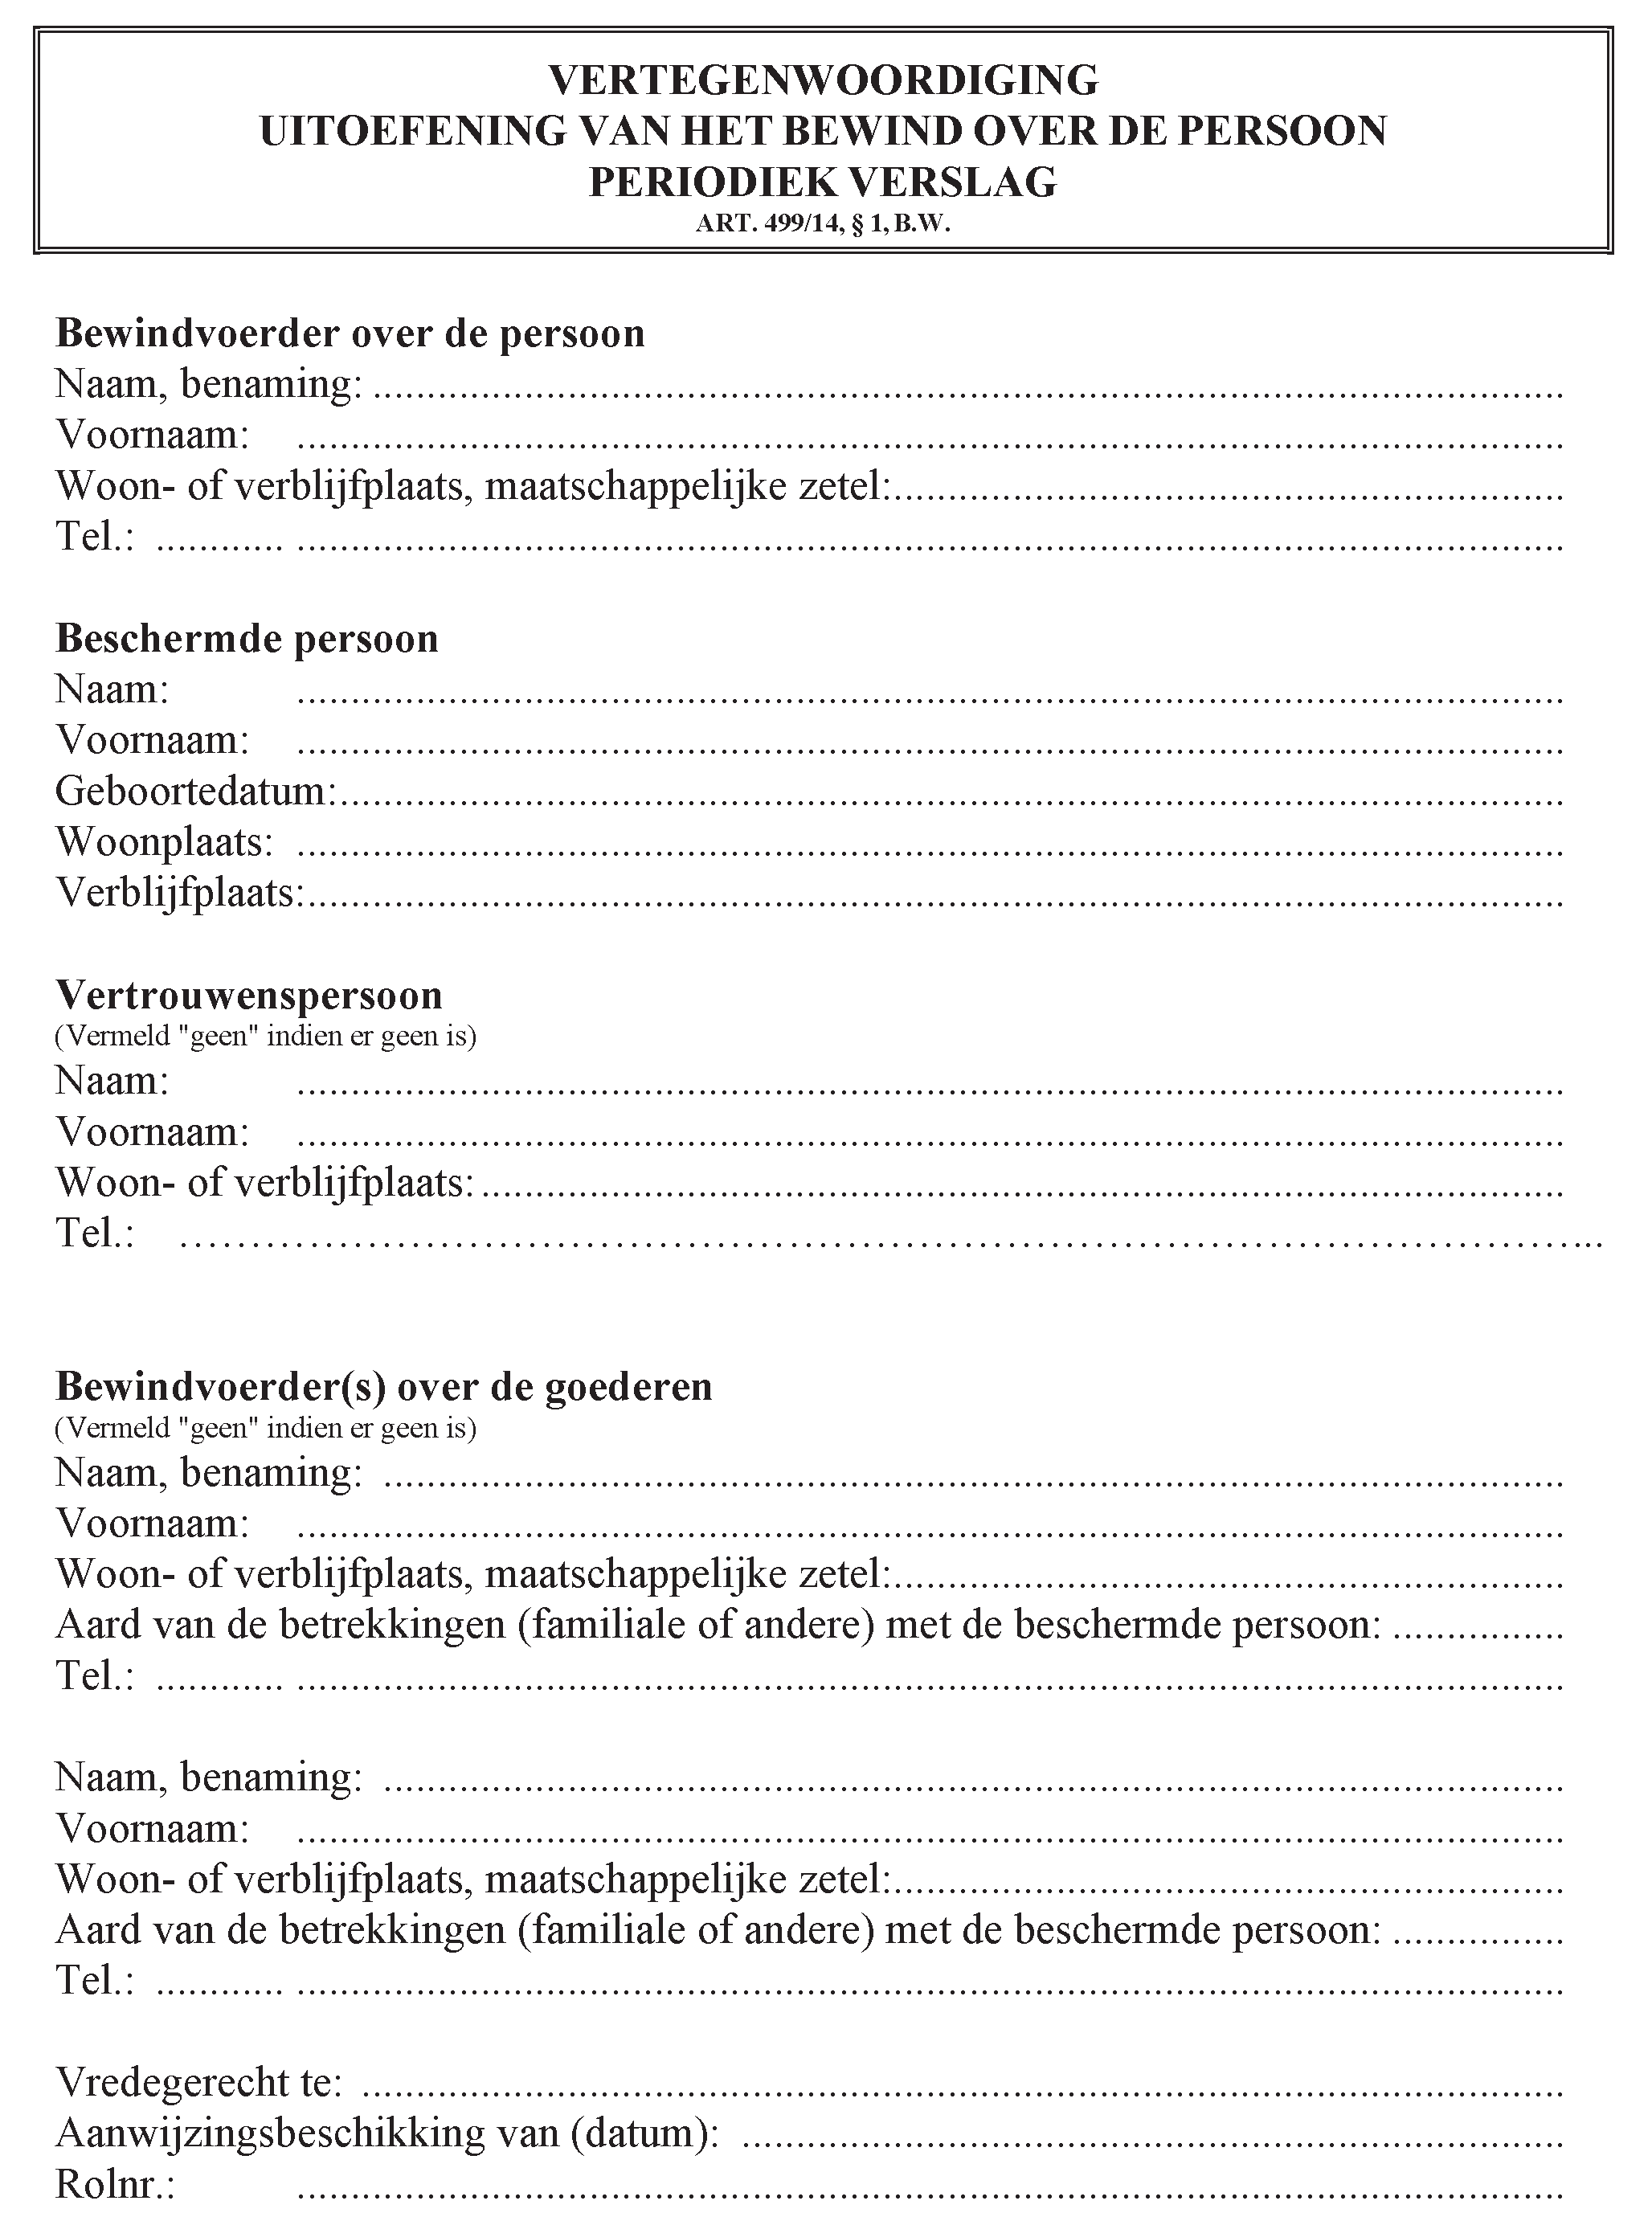 VERTEGENWOORDIGING
UITOEFENING VAN HET BEWIND OVER DE PERSOON
PERIODIEK VERSLAG
ART. 499/14, § 1, B.W.
Bewindvoerder over de persoon
Naam, benaming: ..............................................................................................................
Voornaam: .....................................................................................................................
Woon- of verblijfplaats, maatschappelijke zetel:..............................................................
Tel.: ............ .....................................................................................................................
Beschermde persoon
Naam: .....................................................................................................................
Voornaam: .....................................................................................................................
Geboortedatum:.................................................................................................................
Woonplaats: .....................................................................................................................
Verblijfplaats:....................................................................................................................
Vertrouwenspersoon
(Vermeld "geen" indien er geen is)
Naam: .....................................................................................................................
Voornaam: .....................................................................................................................
Woon- of verblijfplaats:....................................................................................................
Tel.: ……………………………………………………………………………………………...
Bewindvoerder(s) over de goederen
(Vermeld "geen" indien er geen is)
Naam, benaming: .............................................................................................................
Voornaam: .....................................................................................................................
Woon- of verblijfplaats, maatschappelijke zetel:..............................................................
Aard van de betrekkingen (familiale of andere) met de beschermde persoon: ................
Tel.: ............ .....................................................................................................................
Naam, benaming: .............................................................................................................
Voornaam: .....................................................................................................................
Woon- of verblijfplaats, maatschappelijke zetel:..............................................................
Aard van de betrekkingen (familiale of andere) met de beschermde persoon: ................
Tel.: ............ .....................................................................................................................
Vredegerecht te: ...............................................................................................................
Aanwijzingsbeschikking van (datum): ............................................................................
Rolnr.: .....................................................................................................................